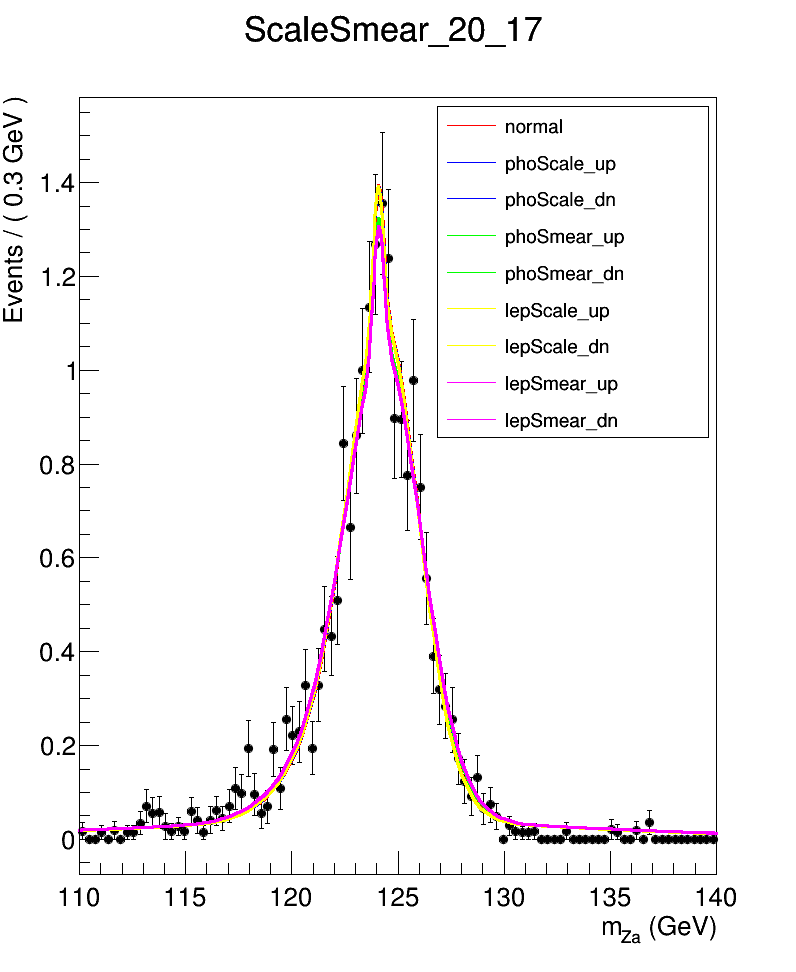 ScaleSmear_20_17
Events / ( 0.3 GeV )
1.4
1.2
1
0.8
0.6
0.4
0.2
0
normal
phoScale_up
phoScale_dn
phoSmear_up
phoSmear_dn
lepScale_up
lepScale_dn
lepSmear_up
lepSmear_dn
110 115 120 125 130 135 140
m_Za (GeV)